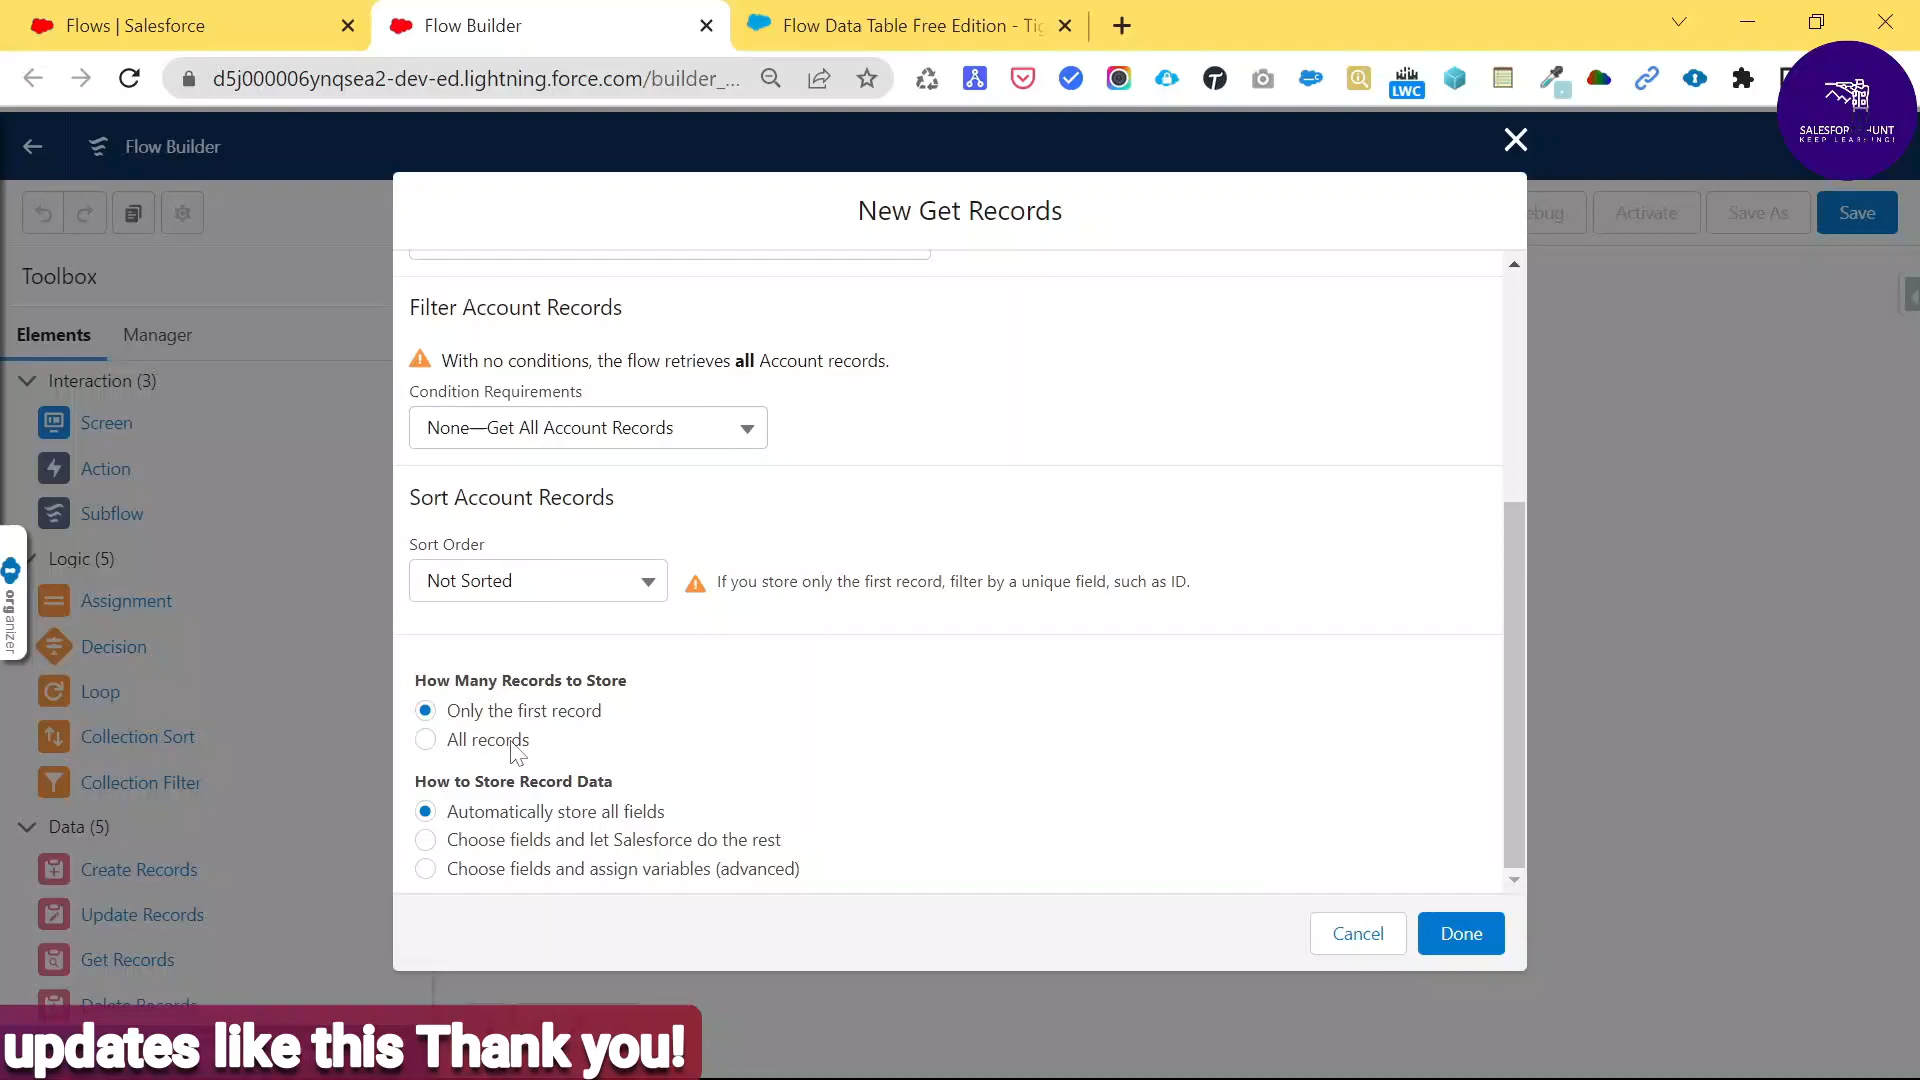 Flows | Salesforce
Flow Builder
Flow Data Table Free Edition - Tig
d5j000006ynqsea2-dev-ed.lightning.force.com/builder_...
LWC
SALESFOR HUNT
KEEP LEARNING!
Flow Builder
New Get Records
ebug
Activate
Save As
Save
Toolbox
Elements
Manager
Interaction (3)
Screen
Action
Subflow
Logic (5)
Assignment
Decision
Loop
Collection Sort
Collection Filter
Data (5)
Create Records
Update Records
Get Records
Delete Records
organizer
Filter Account Records
With no conditions, the flow retrieves all Account records.
Condition Requirements
None—Get All Account Records
Sort Account Records
Sort Order
Not Sorted
If you store only the first record, filter by a unique field, such as ID.
How Many Records to Store
Only the first record
All records
How to Store Record Data
Automatically store all fields
Choose fields and let Salesforce do the rest
Choose fields and assign variables (advanced)
Cancel
Done
updates like this Thank you!